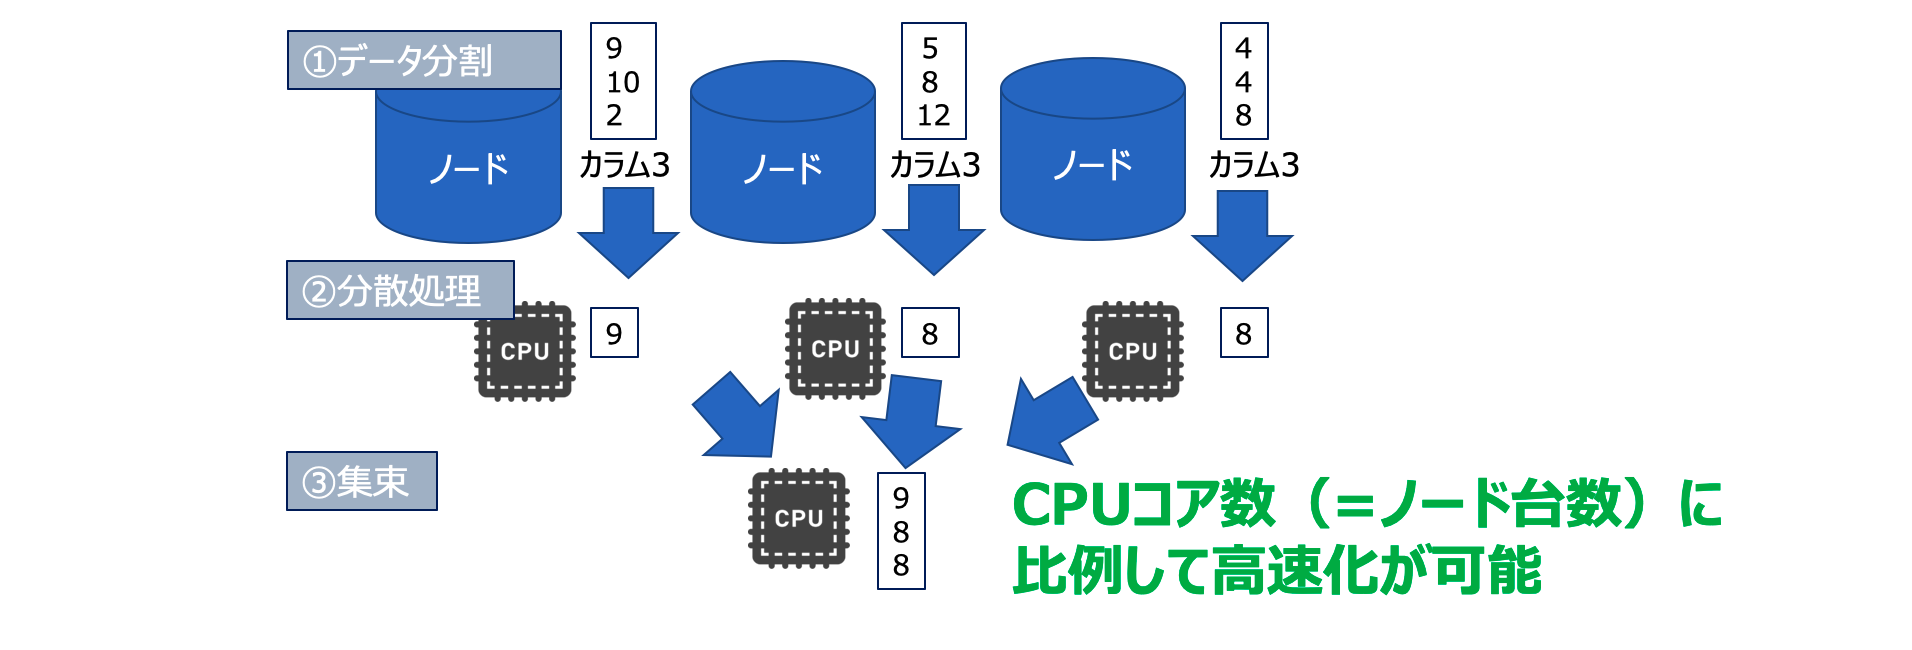 ①データ分割
9
10
2
5
8
12
4
4
8
ノード
カラム3
ノード
カラム3
ノード
カラム3
②分散処理
CPU
9
CPU
8
CPU
8
③集束
CPU
9
8
8
CPUコア数（=ノード台数）に
比例して高速化が可能